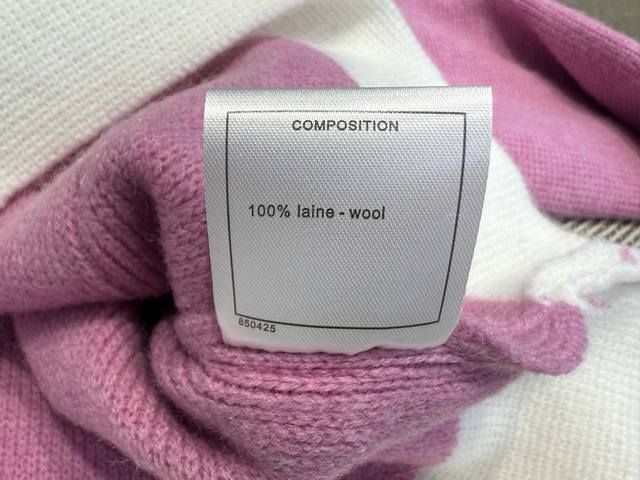 COMPOSITION
100% laine - wool
850425